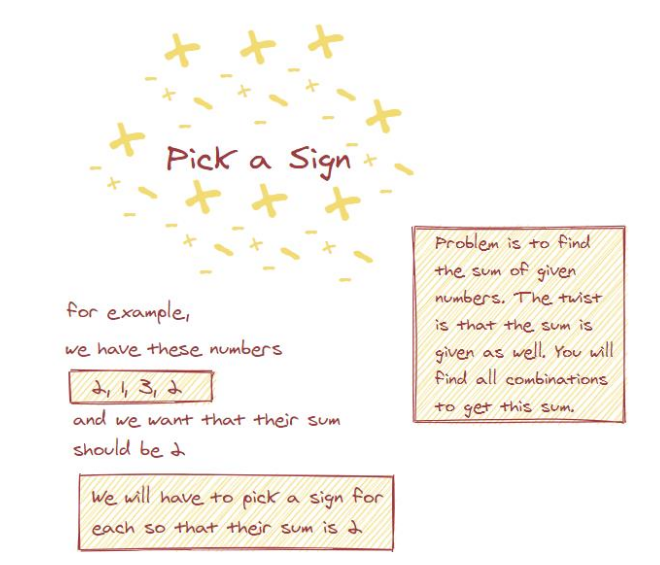 Pick a Sign
for example,
we have these numbers
2, 1, 3, 2
and we want that their sum
should be 2
We will have to pick a sign for
each so that their sum is 2
Problem is to find
the sum of given
numbers. The twist
is that the sum is
given as well. You will
find all combinations
to get this sum.